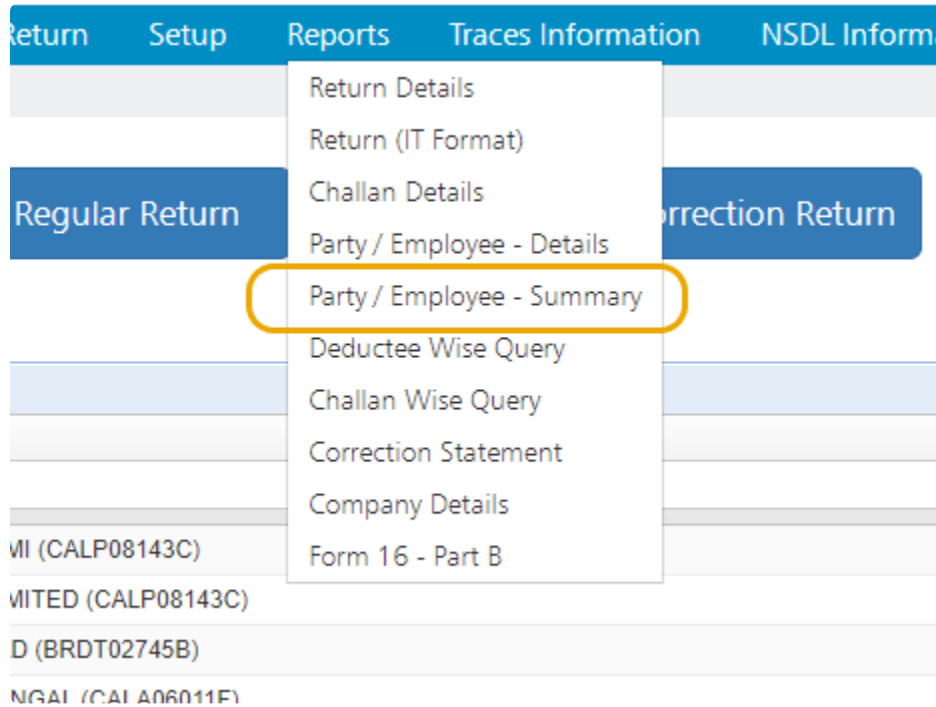 Return Setup Reports Traces Information NSDL
Return Details
Return (IT Format)
Challan Details
Regular Return Return
Party / Employee - Details
Party / Employee - Summary
Deductee Wise Query
Challan Wise Query
Correction Statement
Company Details
MI (CALP08143C)
Form 16 - Part B
MITED (CALP08143C)
D (BRDT02745B)